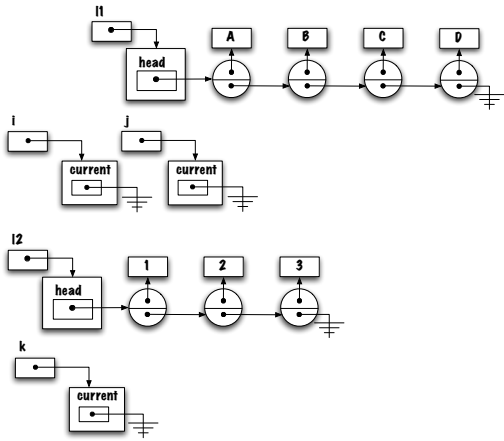 l1
A B C D
head
i j
current current
l2
1 2 3
head
k
current